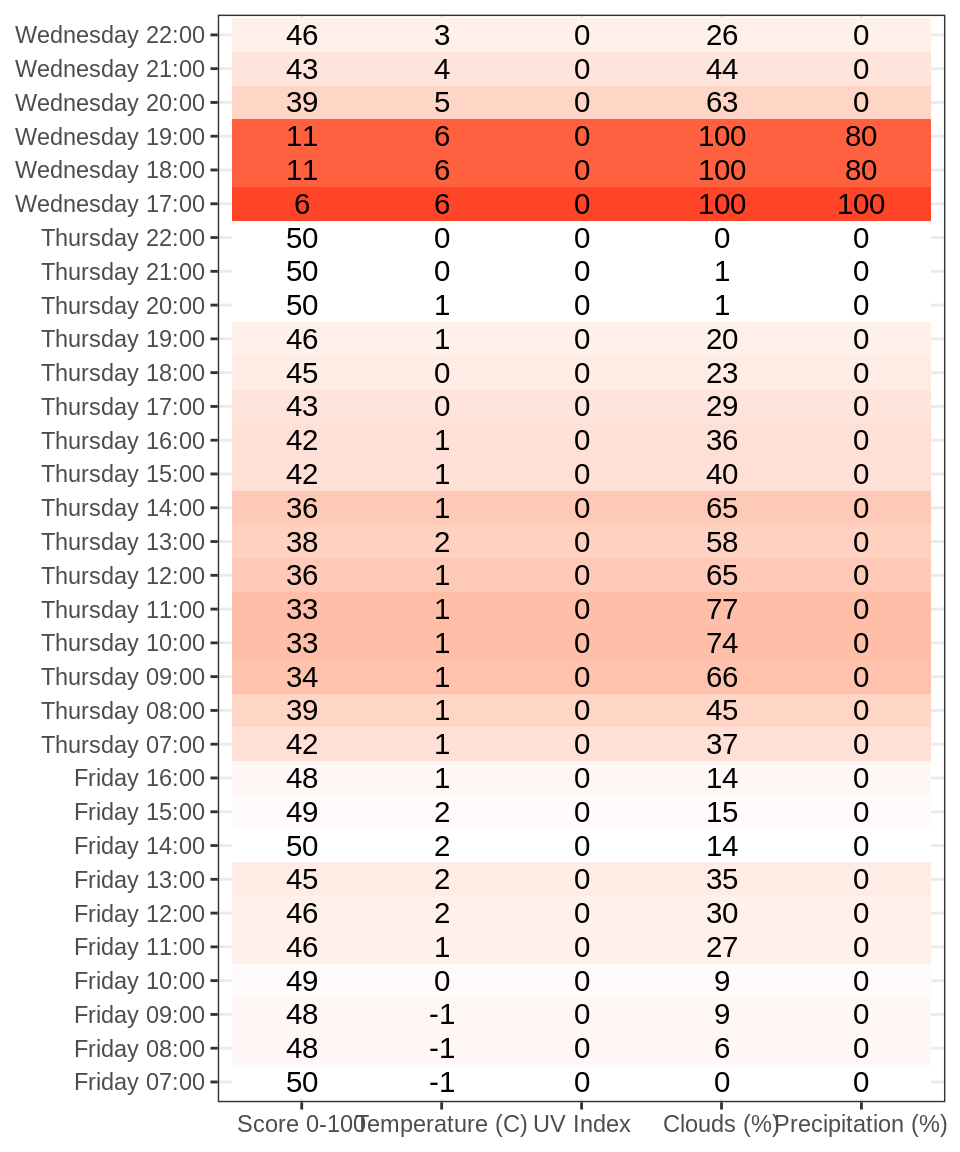 Wednesday 22:00 46 3 0 26 0
Wednesday 21:00 43 4 0 44 0
Wednesday 20:00 39 5 0 63 0
Wednesday 19:00 11 6 0 100 80
Wednesday 18:00 11 6 0 100 80
Wednesday 17:00 6 6 0 100 100
Thursday 22:00 50 0 0 0 0
Thursday 21:00 50 0 0 1 0
Thursday 20:00 50 1 0 1 0
Thursday 19:00 46 1 0 20 0
Thursday 18:00 45 0 0 23 0
Thursday 17:00 43 0 0 29 0
Thursday 16:00 42 1 0 36 0
Thursday 15:00 42 1 0 40 0
Thursday 14:00 36 1 0 65 0
Thursday 13:00 38 2 0 58 0
Thursday 12:00 36 1 0 65 0
Thursday 11:00 33 1 0 77 0
Thursday 10:00 33 1 0 74 0
Thursday 09:00 34 1 0 66 0
Thursday 08:00 39 1 0 45 0
Thursday 07:00 42 1 0 37 0
Friday 16:00 48 1 0 14 0
Friday 15:00 49 2 0 15 0
Friday 14:00 50 2 0 14 0
Friday 13:00 45 2 0 35 0
Friday 12:00 46 2 0 30 0
Friday 11:00 46 1 0 27 0
Friday 10:00 49 0 0 9 0
Friday 09:00 48 -1 0 9 0
Friday 08:00 48 -1 0 6 0
Friday 07:00 50 -1 0 0 0
Score 0-100 Temperature (C) UV Index Clouds (%) Precipitation (%)